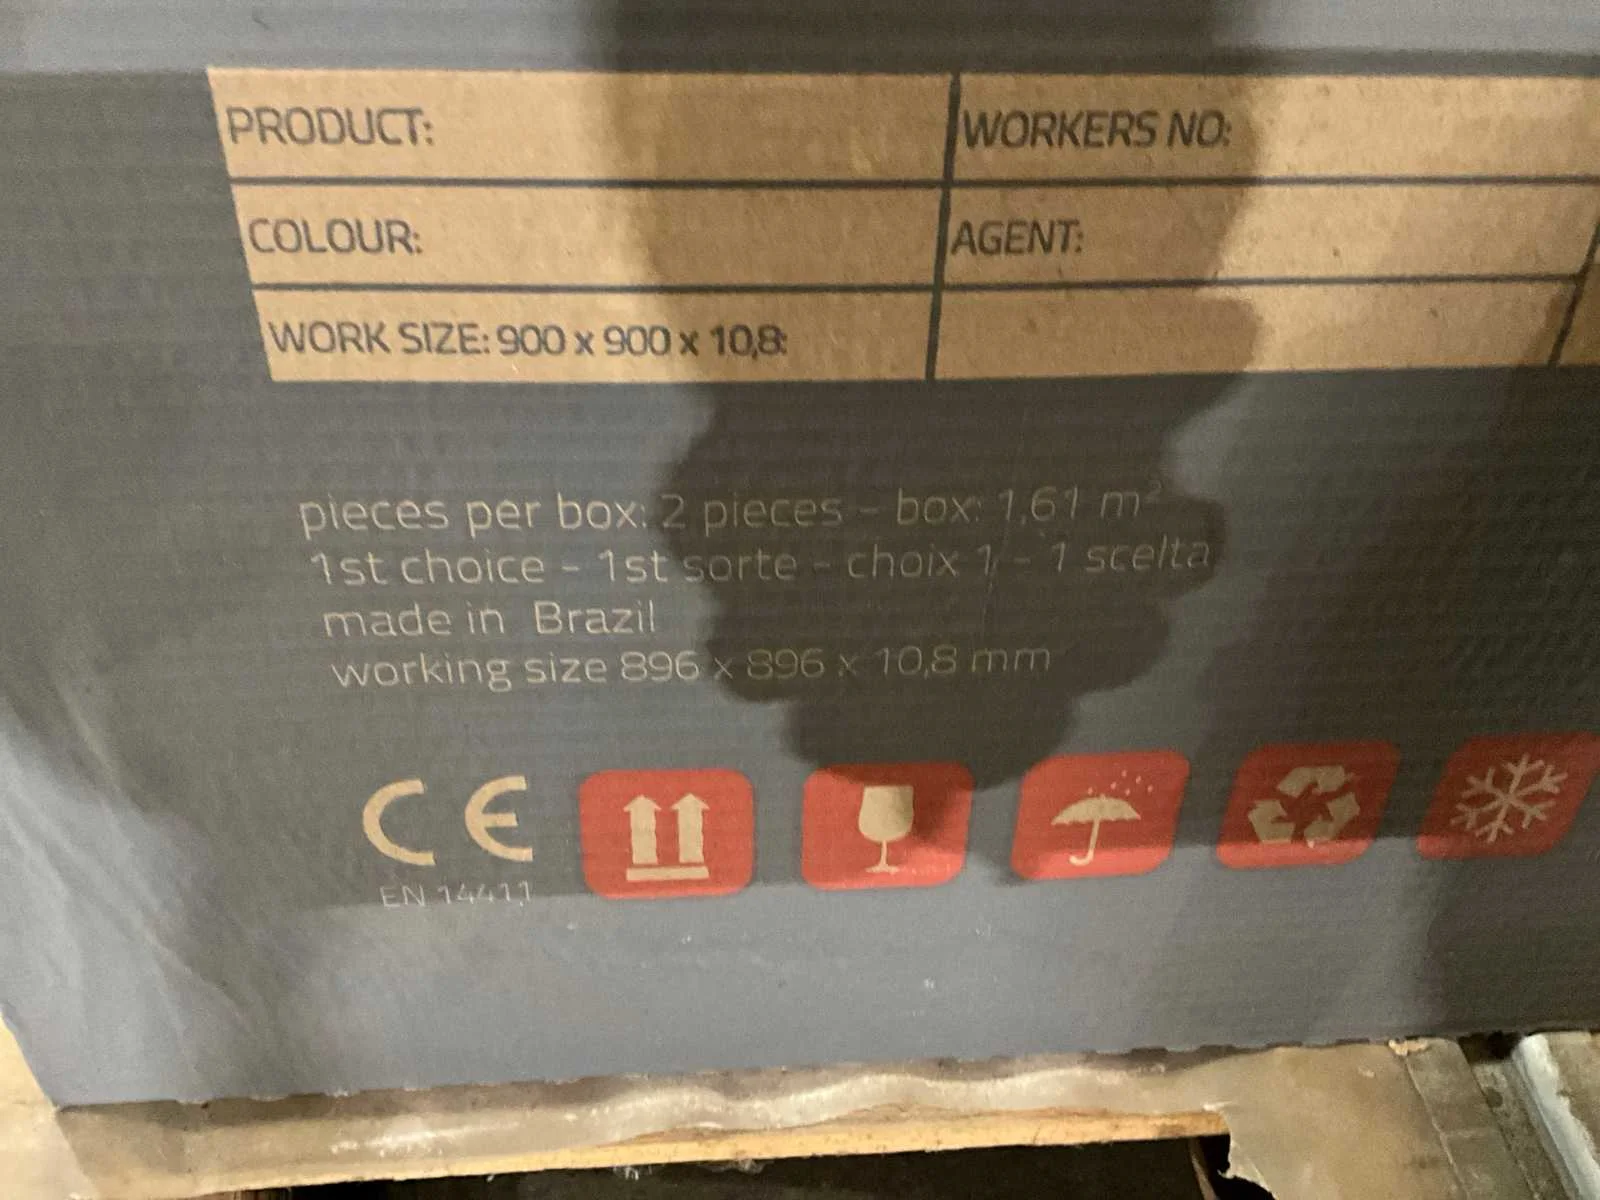 PRODUCT:
WORKERS NO:
COLOUR:
AGENT:
WORK SIZE: 900 x 900 x 10,8:
pieces per box: 2 pieces – box: 1,61 m²
1st choice – 1st sorte – choix 1 – 1 scelta
made in Brazil
working size 896 x 896 x 10,8 mm
CE
EN 14411